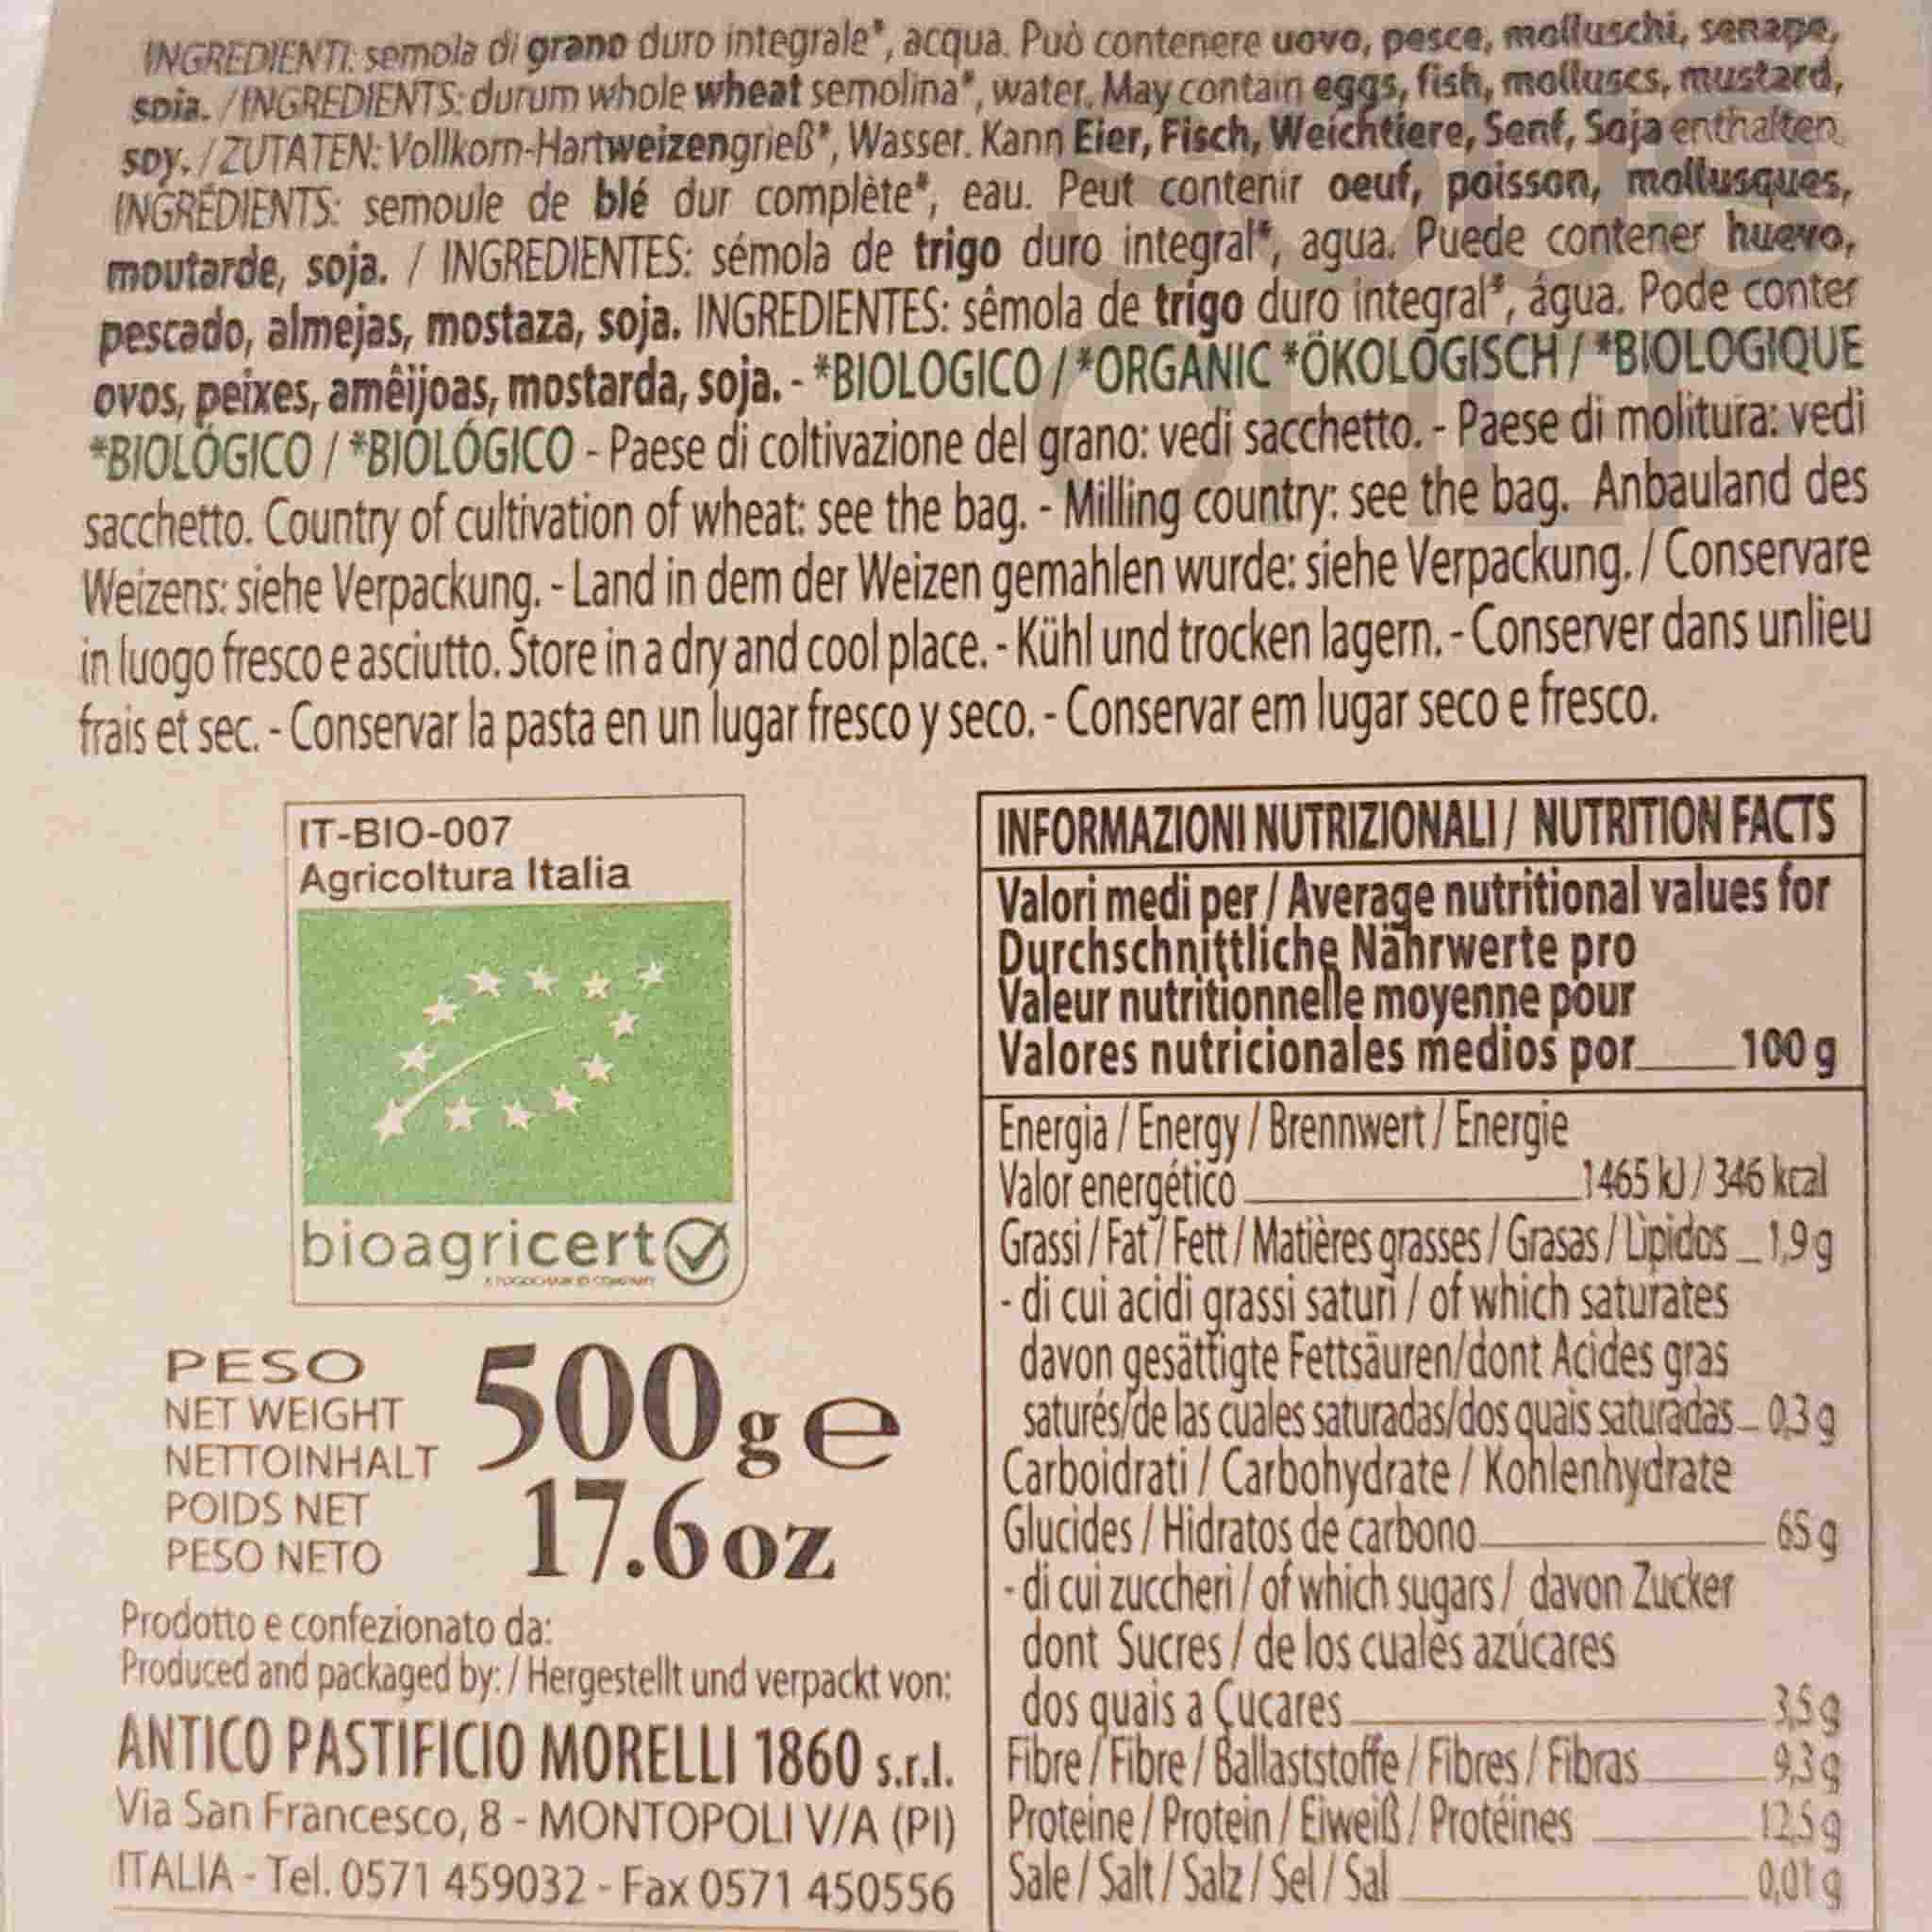 INGREDIENTI: semola di grano duro integrale*, acqua. Può contenere uovo, pesce, molluschi, senape,
soia. / INGREDIENTS: durum whole wheat semolina*, water. May contain eggs, fish, molluscs, mustard,
soy. / ZUTATEN: Vollkorn-Hartweizengrieß*, Wasser. Kann Eier, Fisch, Weichtiere, Senf, Soja enthalten
INGRÉDIENTS: semoule de blé dur complète*, eau. Peut contenir oeuf, poisson, mollusques,
moutarde, soja. / INGREDIENTES: sémola de trigo duro integral*, agua. Puede contener huevo,
pescado, almejas, mostaza, soja. INGREDIENTES: sêmola de trigo duro integral*, água. Pode conter
ovos, peixes, amêijoas, mostarda, soja. - *BIOLOGICO / *ORGANIC *ÖKOLOGISCH / *BIOLOGIQUE
*BIOLÓGICO / *BIÓLÓGICO - Paese di coltivazione del grano: vedi sacchetto. - Paese di molitura: vedi
sacchetto. Country of cultivation of wheat: see the bag. - Milling country: see the bag. Anbauland des
Weizens: siehe Verpackung. - Land in dem der Weizen gemahlen wurde: siehe Verpackung. / Conservare
in luogo fresco e asciutto. Store in a dry and cool place. - Kühl und trocken lagern. - Conserver dans unlieu
frais et sec. - Conservar la pasta en un lugar fresco y seco. - Conservar em lugar seco e fresco.
IT-BIO-007
Agricoltura Italia
bioagricert
PESO
NET WEIGHT
NETTOINHALT
POIDS NET
PESO NETO
500g e
17.6oz
Prodotto e confezionato da:
Produced and packaged by: / Hergestellt und verpackt von:
ANTICO PASTIFICIO MORELLI 1860 s.r.l.
Via San Francesco, 8 - MONTOPOLI V/A (PI)
ITALIA - Tel. 0571 459032 - Fax 0571 450556
INFORMAZIONI NUTRIZIONALI / NUTRITION FACTS
Valori medi per / Average nutritional values for
Durchschnittliche Nährwerte pro
Valeur nutritionnelle moyenne pour
Valores nutricionales medios por 100 g
Energia / Energy / Brennwert / Energie
Valor energético 1465 kJ / 346 kcal
Grassi / Fat / Fett / Matières grasses / Grasas / Lìpidos 1,9 g
- di cui acidi grassi saturi / of which saturates
davon gesättigte Fettsäuren/dont Acides gras
saturés/de las cuales saturadas/dos quais saturadas 0,3 g
Carboidrati / Carbohydrate / Kohlenhydrate
Glucides / Hidratos de carbono 65 g
- di cui zuccheri / of which sugars / davon Zucker
dont Sucres / de los cuales azúcares
dos quais a Çucares 3,5 g
Fibre / Fibre / Ballaststoffe / Fibres / Fibras 9,3 g
Proteine / Protein / Eiweiß / Protéines 12,5 g
Sale / Salt / Salz / Sel / Sal 0,01 g